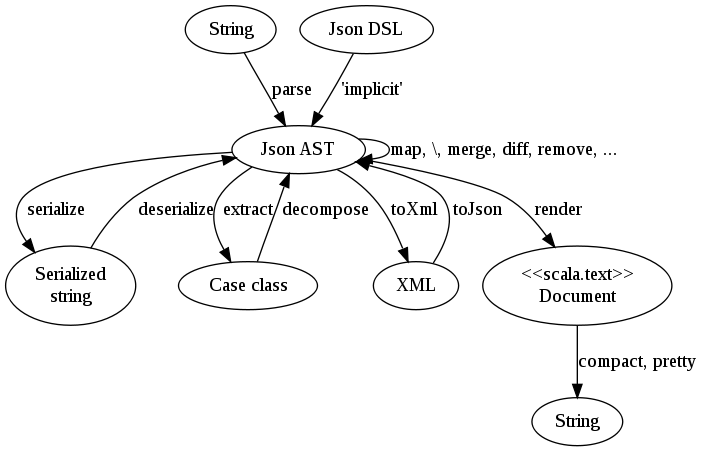 String
Json DSL
parse
'implicit'
Json AST
map, \, merge, diff, remove, ...
serialize
deserialize
extract
decompose
toXml
toJson
render
Serialized
string
Case class
XML
<<scala.text>>
Document
compact, pretty
String